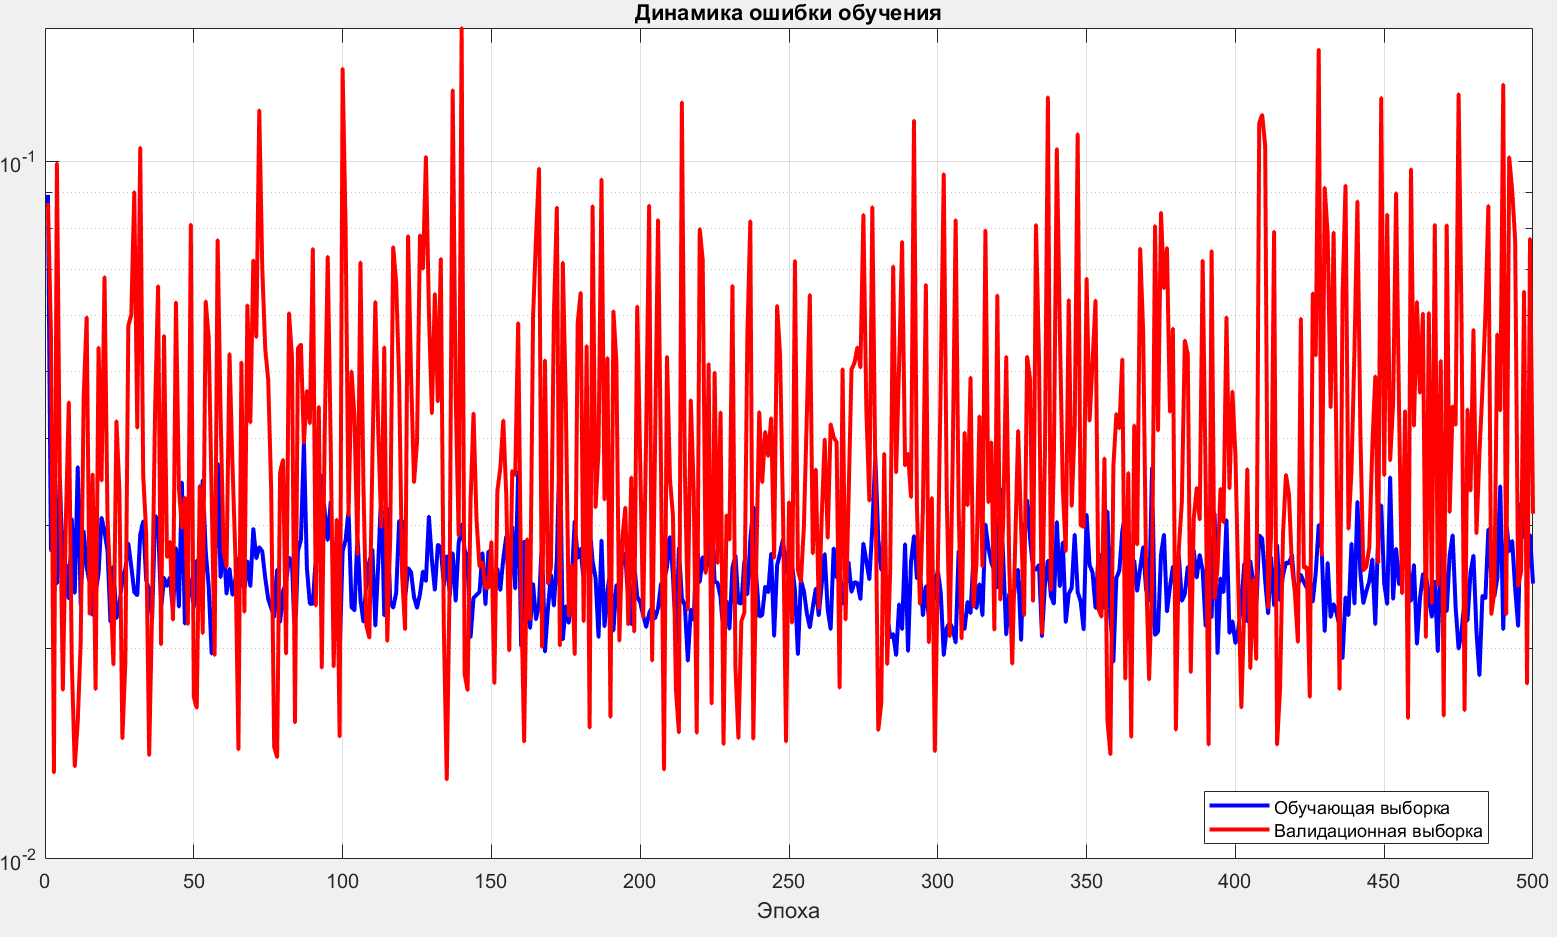 Динамика ошибки обучения
10^-1
10^-2
0 50 100 150 200 250 300 350 400 450 500
Эпоха
Обучающая выборка
Валидационная выборка